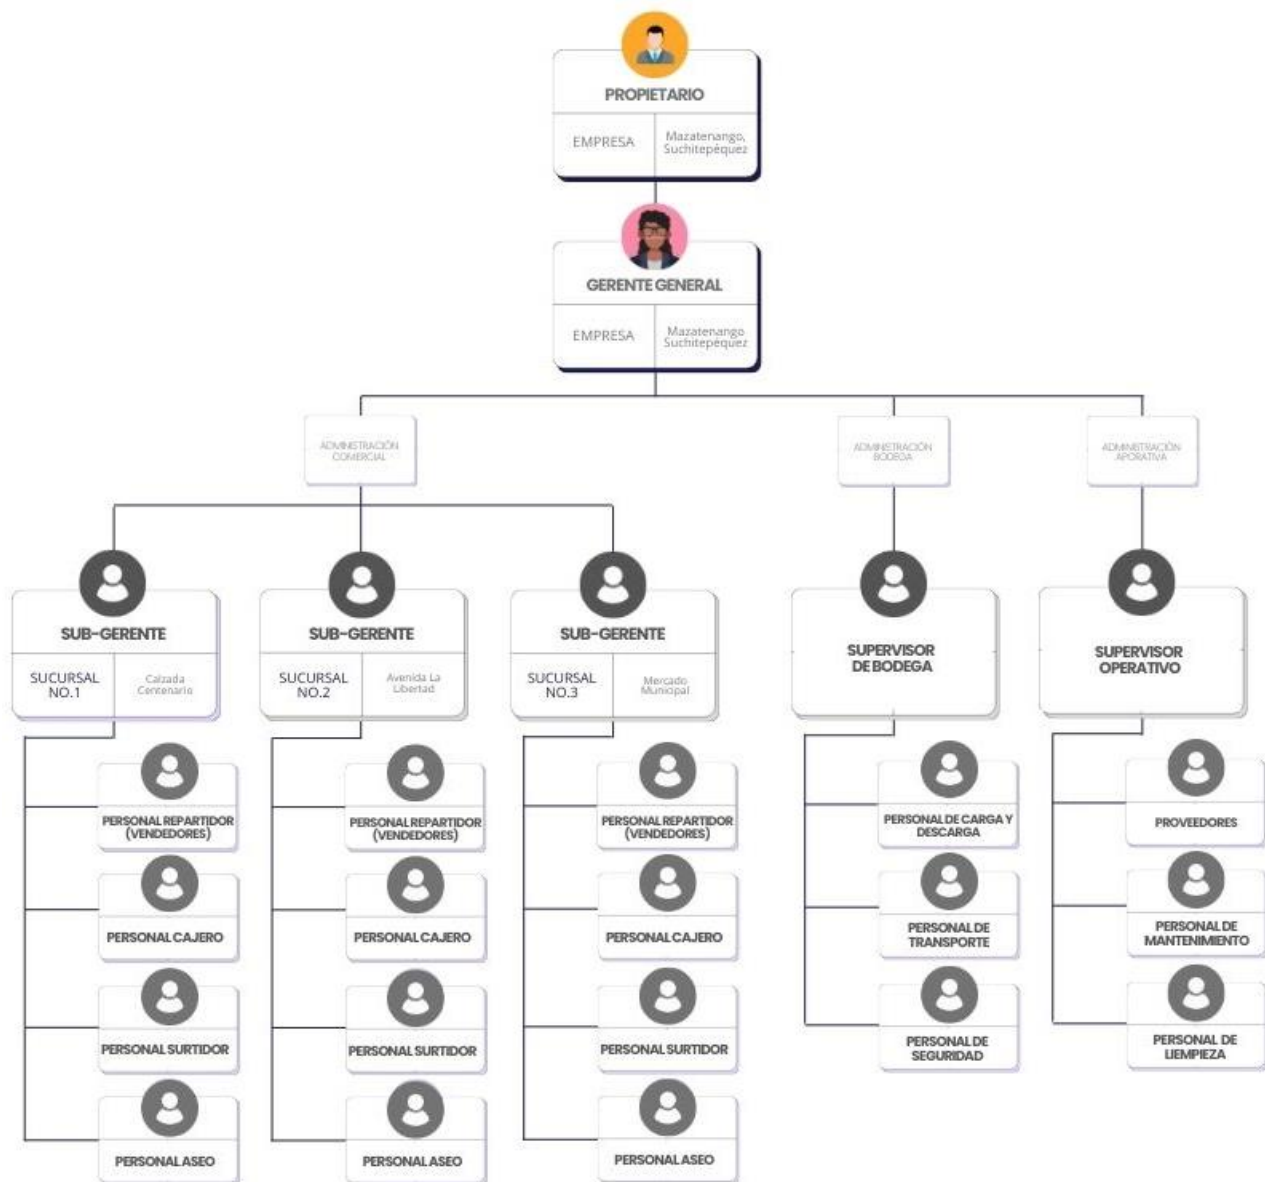 PROPIETARIO
EMPRESA
Mazatenango,
Suchitepéquez
GERENTE GENERAL
EMPRESA
Mazatenango
Suchitepéquez
ADMINISTRACIÓN
COMERCIAL
ADMINISTRACIÓN
BODEGA
ADMINISTRACIÓN
APORATIVA
SUB-GERENTE
SUCURSAL
NO.1
Calzada
Centenario
SUB-GERENTE
SUCURSAL
NO.2
Avenida La
Libertad
SUB-GERENTE
SUCURSAL
NO.3
Mercado
Municipal
SUPERVISOR
DE BODEGA
SUPERVISOR
OPERATIVO
PERSONAL REPARTIDOR
(VENDEDORES)
PERSONAL CAJERO
PERSONAL SURTIDOR
PERSONAL ASEO
PERSONAL REPARTIDOR
(VENDEDORES)
PERSONAL CAJERO
PERSONAL SURTIDOR
PERSONAL ASEO
PERSONAL REPARTIDOR
(VENDEDORES)
PERSONAL CAJERO
PERSONAL SURTIDOR
PERSONAL ASEO
PERSONAL DE CARGA Y
DESCARGA
PERSONAL DE
TRANSPORTE
PERSONAL DE
SEGURIDAD
PROVEEDORES
PERSONAL DE
MANTENIMIENTO
PERSONAL DE
LIEMPIEZA